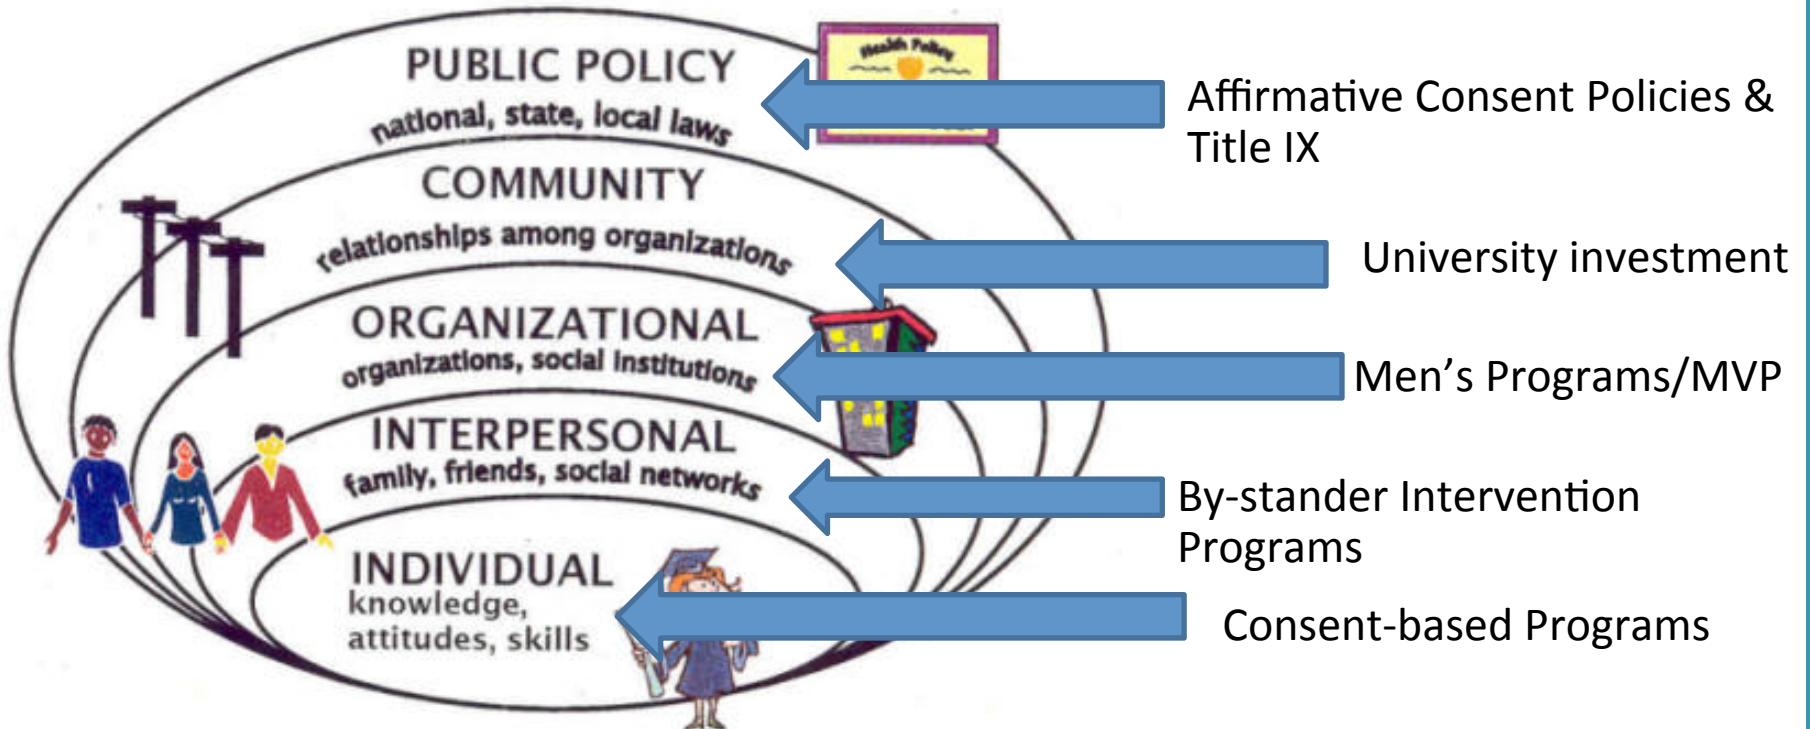 Health Policy
PUBLIC POLICY
national, state, local laws
Affirmative Consent Policies &
Title IX
COMMUNITY
relationships among organizations
University investment
ORGANIZATIONAL
organizations, social institutions
Men’s Programs/MVP
INTERPERSONAL
family, friends, social networks
By-stander Intervention
Programs
INDIVIDUAL
knowledge,
attitudes, skills
Consent-based Programs